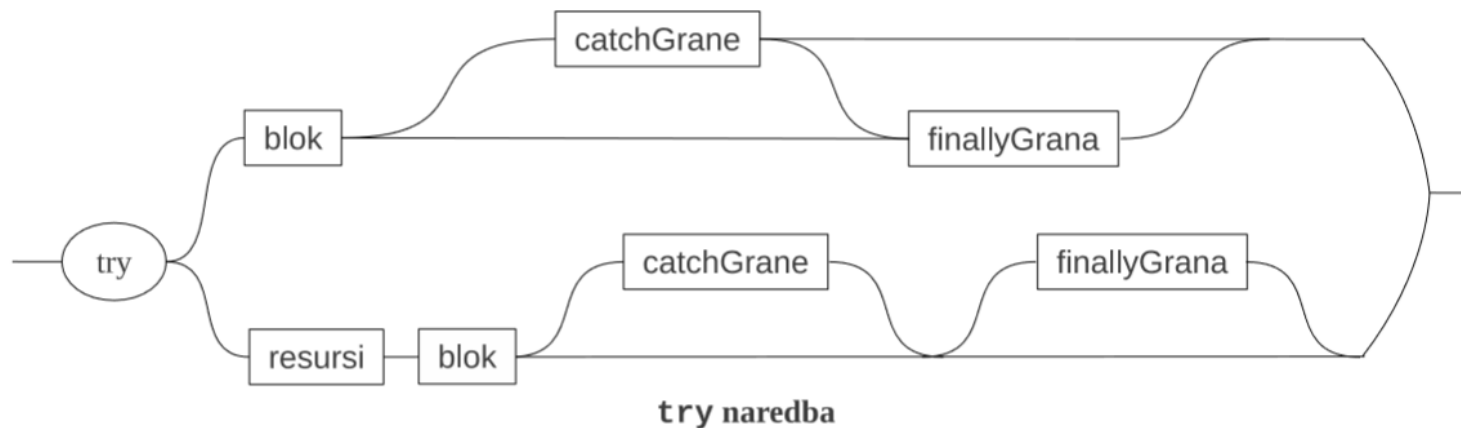 catchGrane
blok
finallyGrana
try
catchGrane
finallyGrana
resursi
blok
try naredba